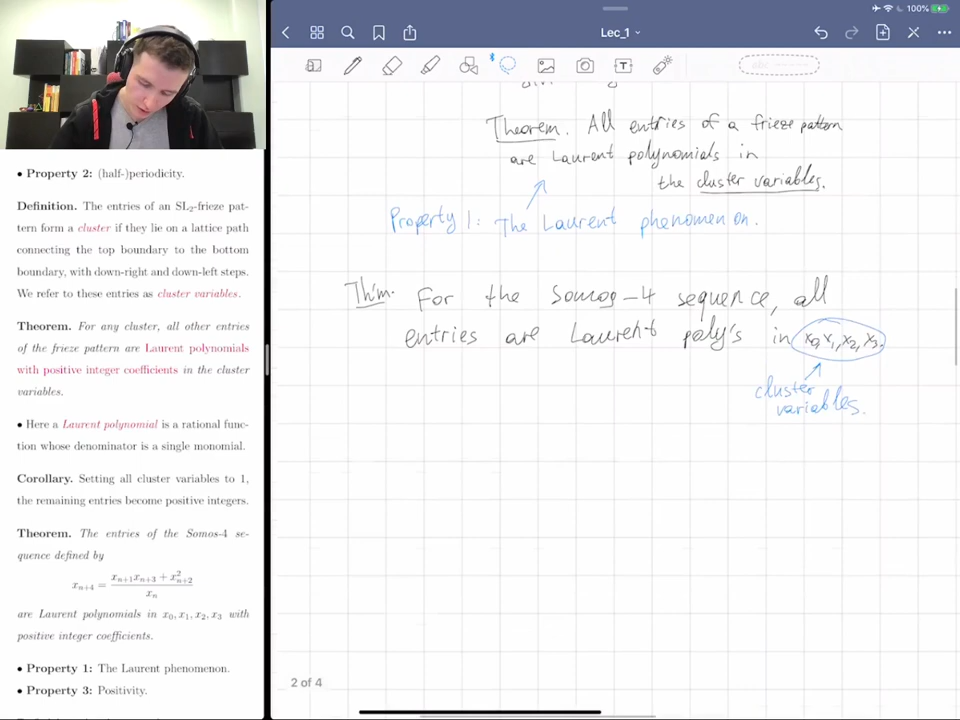 • Property 2: (half-)periodicity.
Definition. The entries of an SL₂-frieze pat-
tern form a cluster if they lie on a lattice path
connecting the top boundary to the bottom
boundary, with down-right and down-left steps.
We refer to these entries as cluster variables.
Theorem. For any cluster, all other entries
of the frieze pattern are Laurent polynomials
with positive integer coefficients in the cluster
variables.
• Here a Laurent polynomial is a rational func-
tion whose denominator is a single monomial.
Corollary. Setting all cluster variables to 1,
the remaining entries become positive integers.
Theorem. The entries of the Somos-4 se-
quence defined by
xₙ₊₄ = (xₙ₊₁xₙ₊₃ + x²ₙ₊₂) / xₙ
are Laurent polynomials in x₀, x₁, x₂, x₃ with
positive integer coefficients.
• Property 1: The Laurent phenomenon.
• Property 3: Positivity.
100%
Lec_1
T
Theorem. All entries of a frieze pattern
are Laurent polynomials in
the cluster variables.
Property 1: The Laurent phenomenon.
Th'm. For the Somos-4 sequence, all
entries are Laurent poly's in x₀, x₁, x₂, x₃.
cluster
variables.
2 of 4